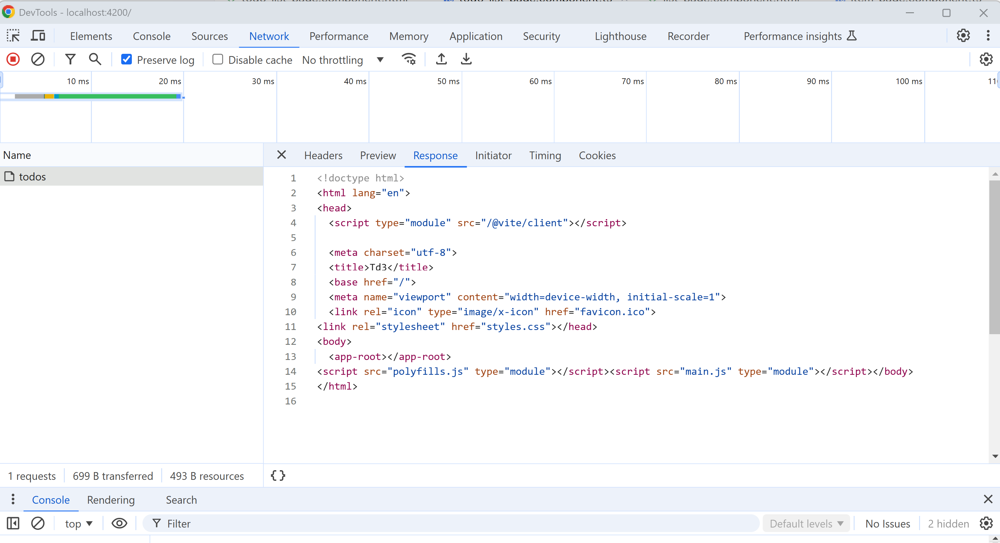 DevTools - localhost:4200/
Elements Console Sources Network Performance Memory Application Security Lighthouse Recorder Performance insights
Preserve log Disable cache No throttling
10 ms 20 ms 30 ms 40 ms 50 ms 60 ms 70 ms 80 ms 90 ms 100 ms
Name
Headers Preview Response Initiator Timing Cookies
todos
1 <!doctype html>
2 <html lang="en">
3 <head>
4 <script type="module" src="/@vite/client"></script>
5
6 <meta charset="utf-8">
7 <title>Td3</title>
8 <base href="/">
9 <meta name="viewport" content="width=device-width, initial-scale=1">
10 <link rel="icon" type="image/x-icon" href="favicon.ico">
11 <link rel="stylesheet" href="styles.css"></head>
12 <body>
13 <app-root></app-root>
14 <script src="polyfills.js" type="module"></script><script src="main.js" type="module"></script></body>
15 </html>
16
1 requests 699 B transferred 493 B resources { }
Console Rendering Search
top Filter Default levels No Issues 2 hidden